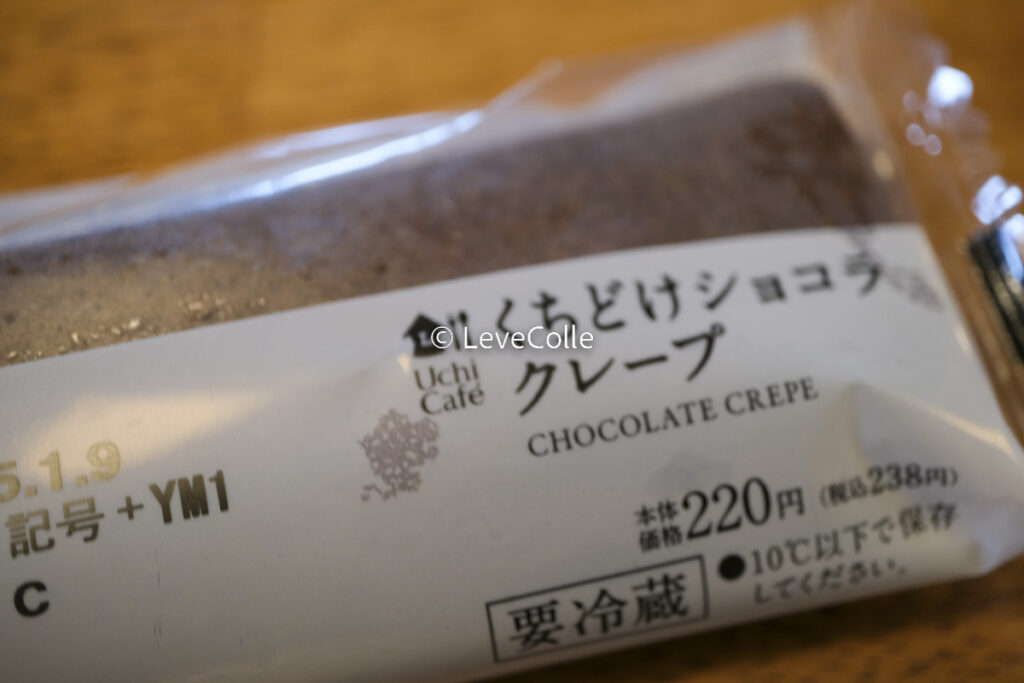 くちどけショコラ
クレープ
Uchi
Café
CHOCOLATE CREPE
© LeveColle
5.1.9
記号+YM1
C
本体
価格220円(税込238円)
要冷蔵
●10℃以下で保存
してください。